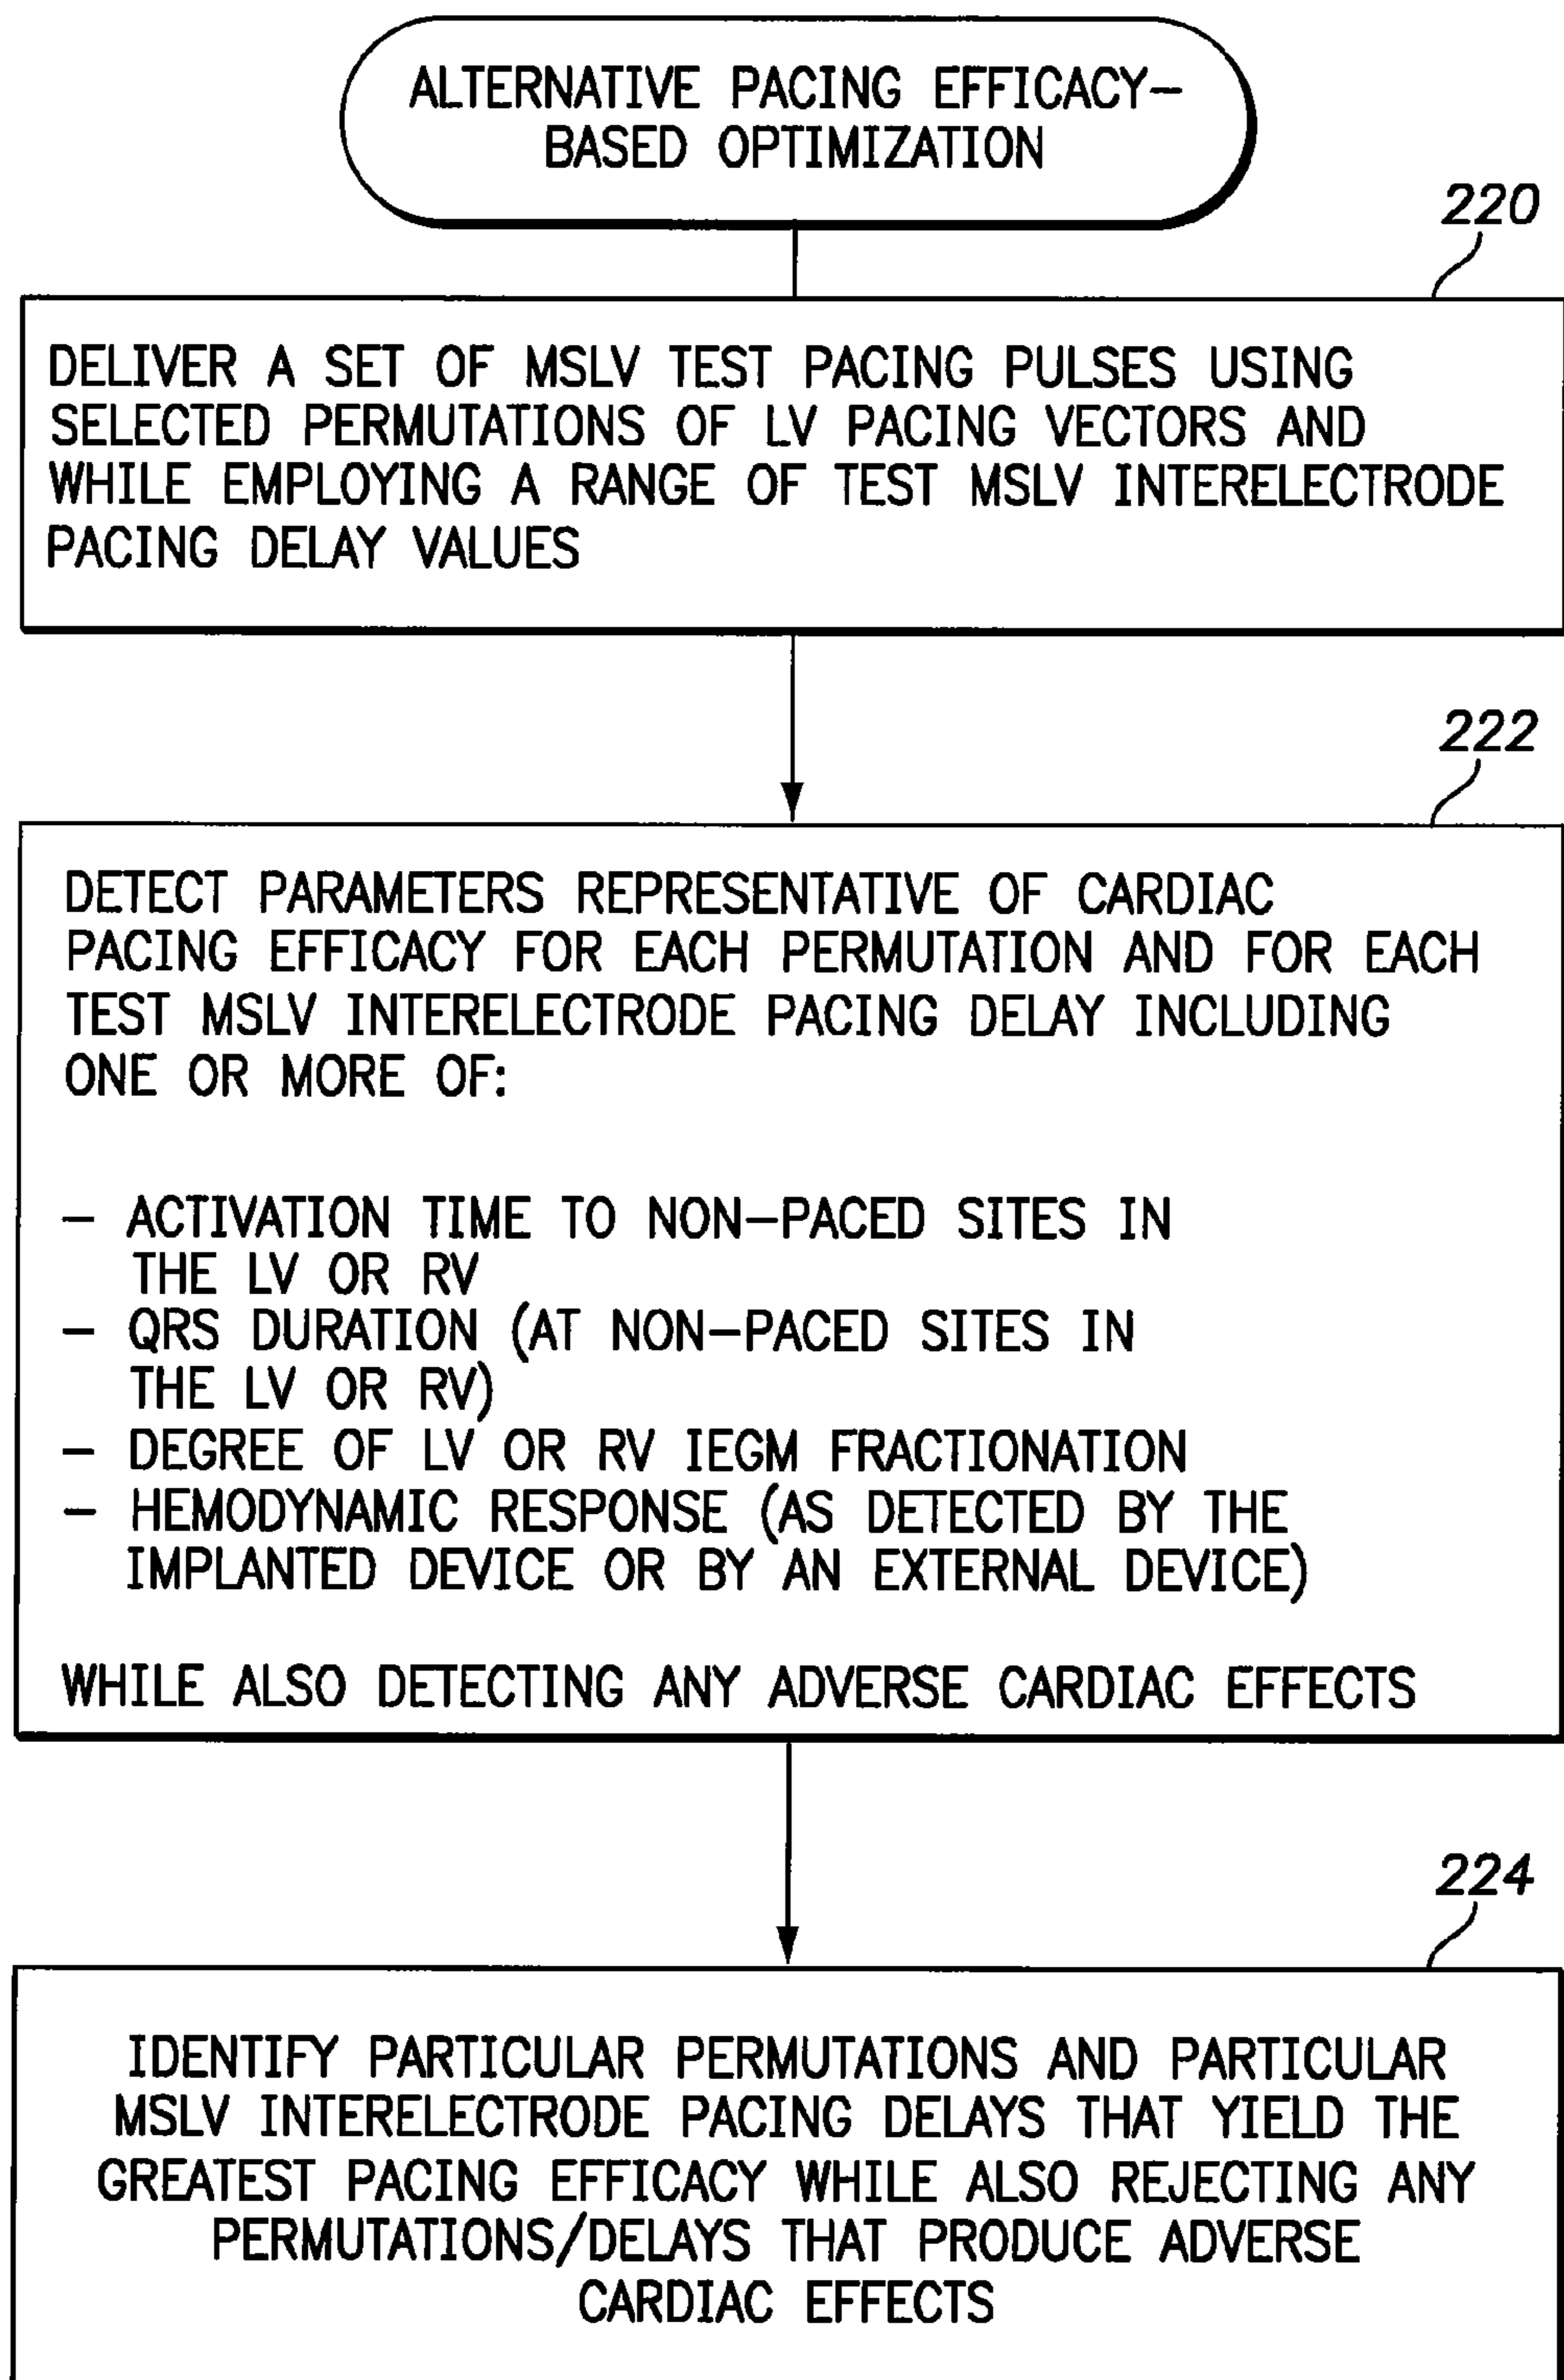 ALTERNATIVE PACING EFFICACY–
BASED OPTIMIZATION
220
DELIVER A SET OF MSLV TEST PACING PULSES USING
SELECTED PERMUTATIONS OF LV PACING VECTORS AND
WHILE EMPLOYING A RANGE OF TEST MSLV INTERELECTRODE
PACING DELAY VALUES
222
DETECT PARAMETERS REPRESENTATIVE OF CARDIAC
PACING EFFICACY FOR EACH PERMUTATION AND FOR EACH
TEST MSLV INTERELECTRODE PACING DELAY INCLUDING
ONE OR MORE OF:
– ACTIVATION TIME TO NON–PACED SITES IN
THE LV OR RV
– QRS DURATION (AT NON–PACED SITES IN
THE LV OR RV)
– DEGREE OF LV OR RV IEGM FRACTIONATION
– HEMODYNAMIC RESPONSE (AS DETECTED BY THE
IMPLANTED DEVICE OR BY AN EXTERNAL DEVICE)
WHILE ALSO DETECTING ANY ADVERSE CARDIAC EFFECTS
224
IDENTIFY PARTICULAR PERMUTATIONS AND PARTICULAR
MSLV INTERELECTRODE PACING DELAYS THAT YIELD THE
GREATEST PACING EFFICACY WHILE ALSO REJECTING ANY
PERMUTATIONS/DELAYS THAT PRODUCE ADVERSE
CARDIAC EFFECTS